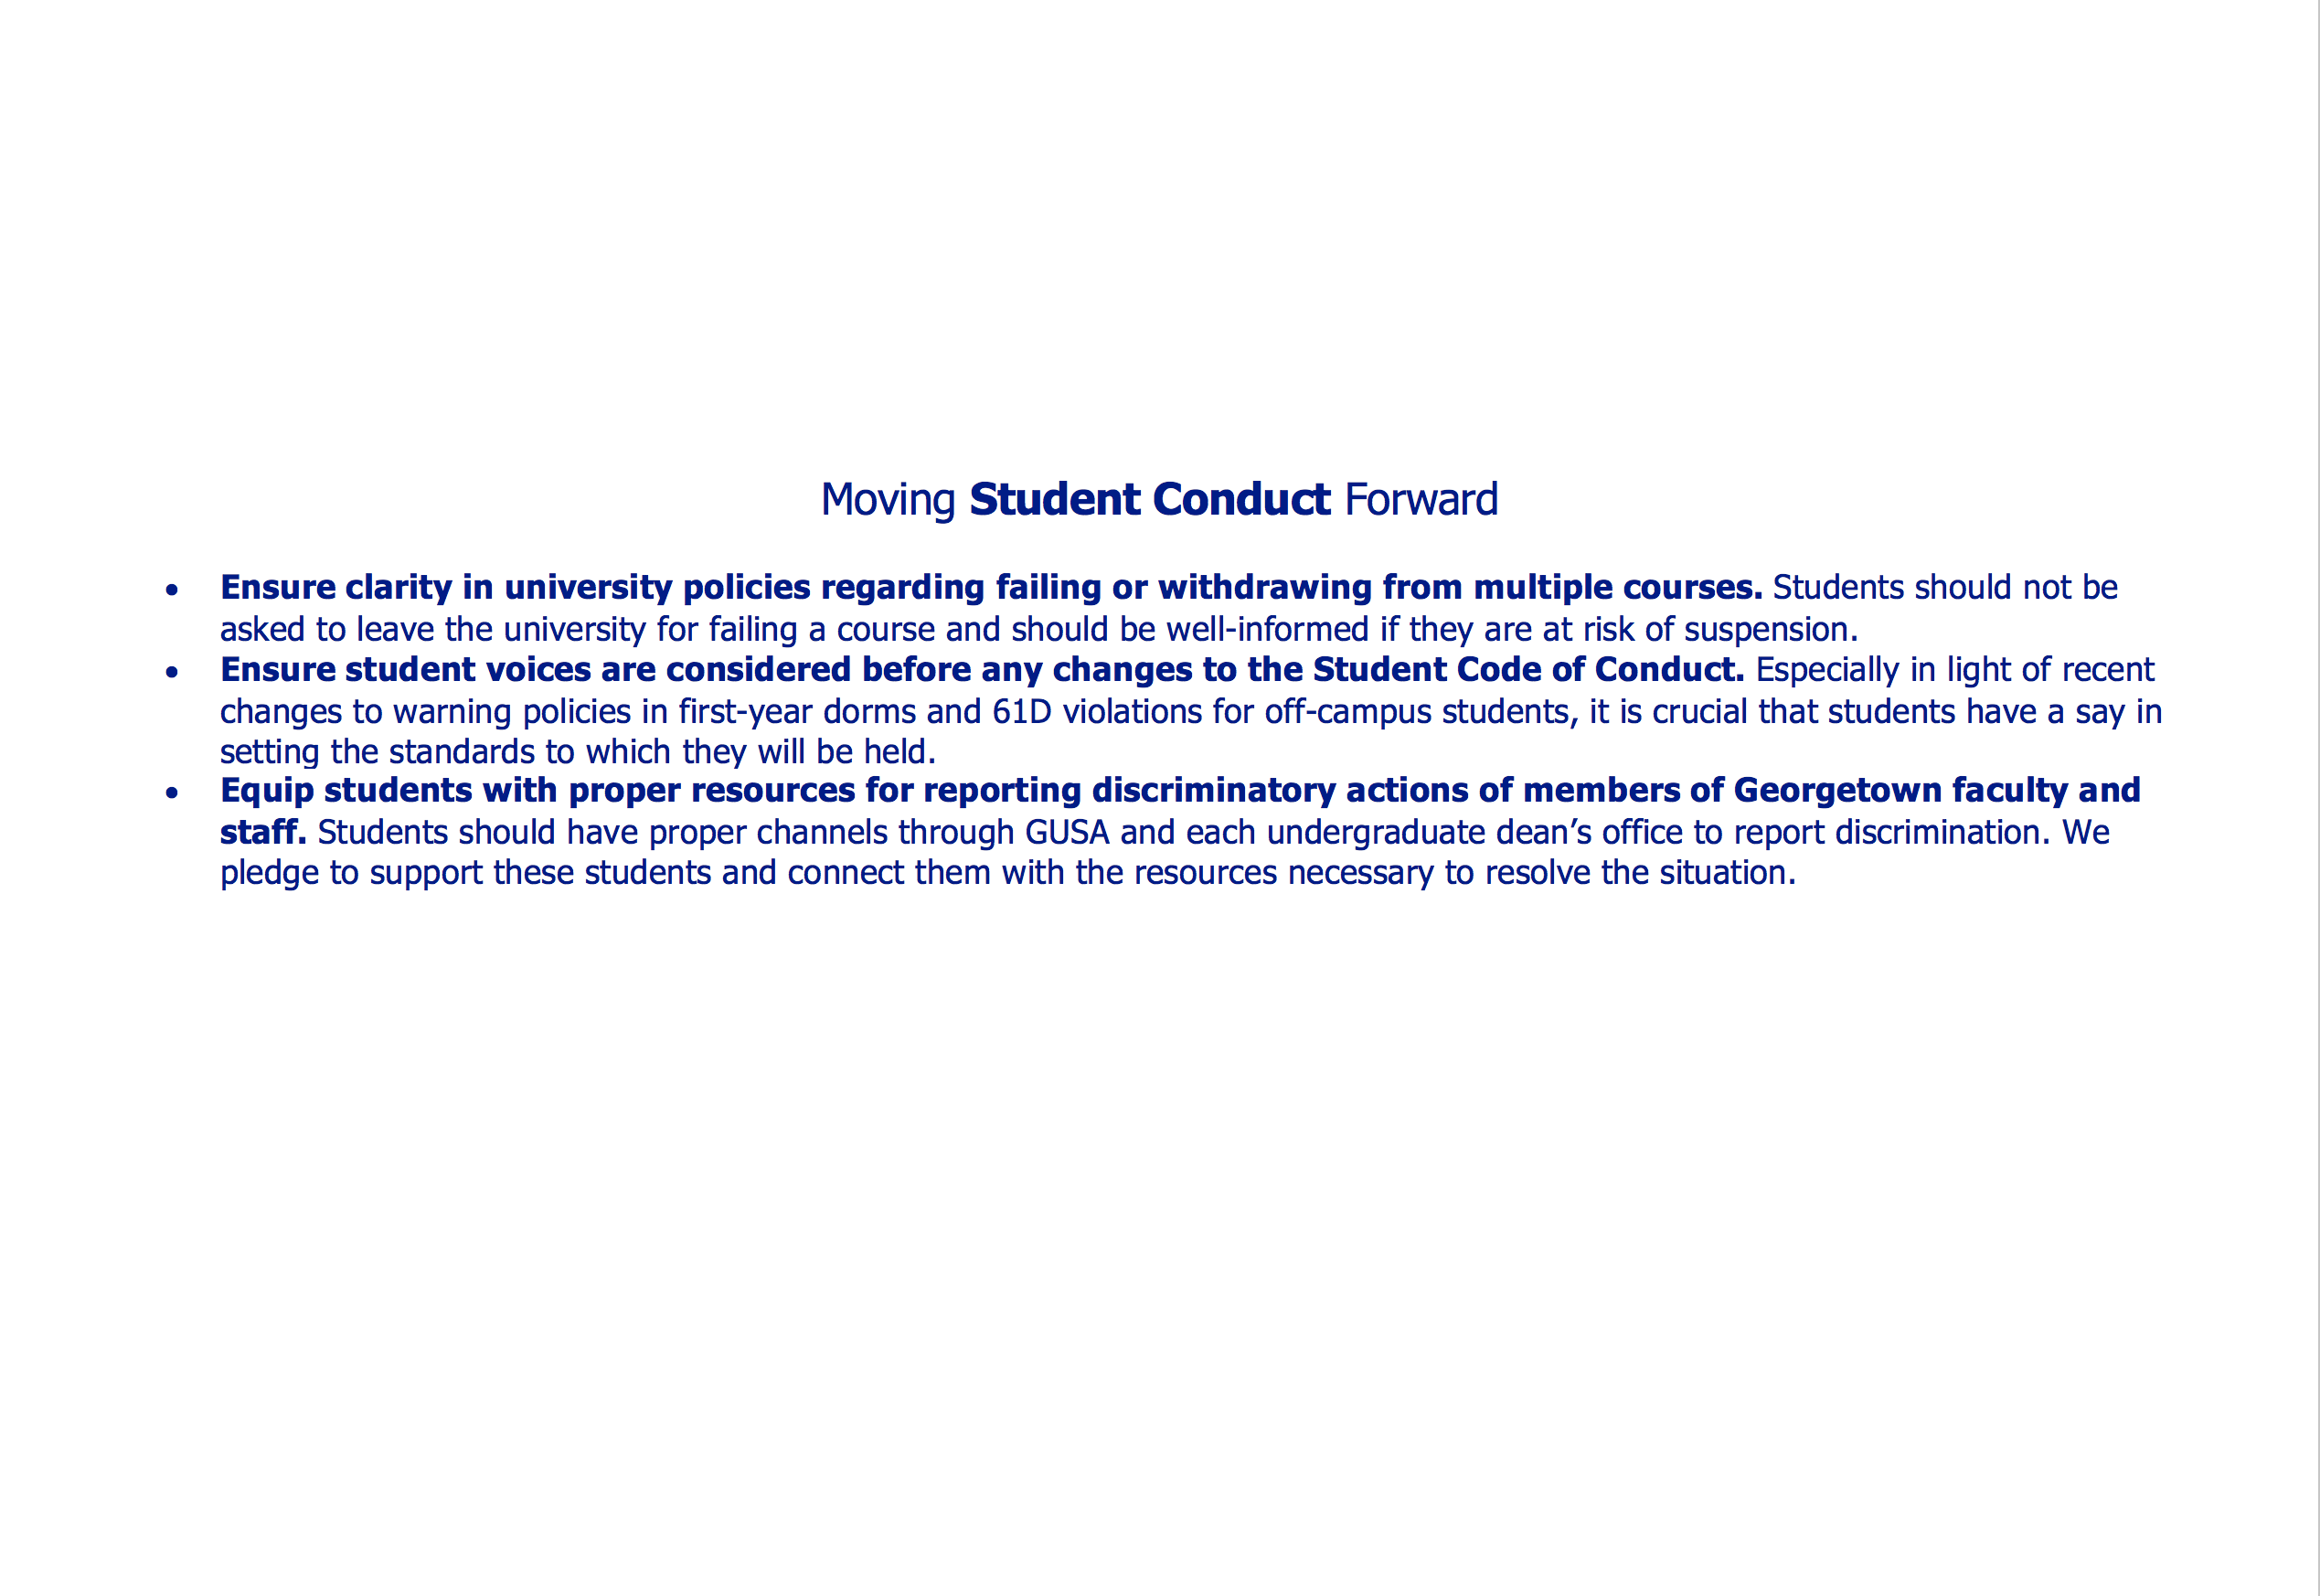 Moving Student Conduct Forward
• Ensure clarity in university policies regarding failing or withdrawing from multiple courses. Students should not be
asked to leave the university for failing a course and should be well-informed if they are at risk of suspension.
• Ensure student voices are considered before any changes to the Student Code of Conduct. Especially in light of recent
changes to warning policies in first-year dorms and 61D violations for off-campus students, it is crucial that students have a say in
setting the standards to which they will be held.
• Equip students with proper resources for reporting discriminatory actions of members of Georgetown faculty and
staff. Students should have proper channels through GUSA and each undergraduate dean’s office to report discrimination. We
pledge to support these students and connect them with the resources necessary to resolve the situation.